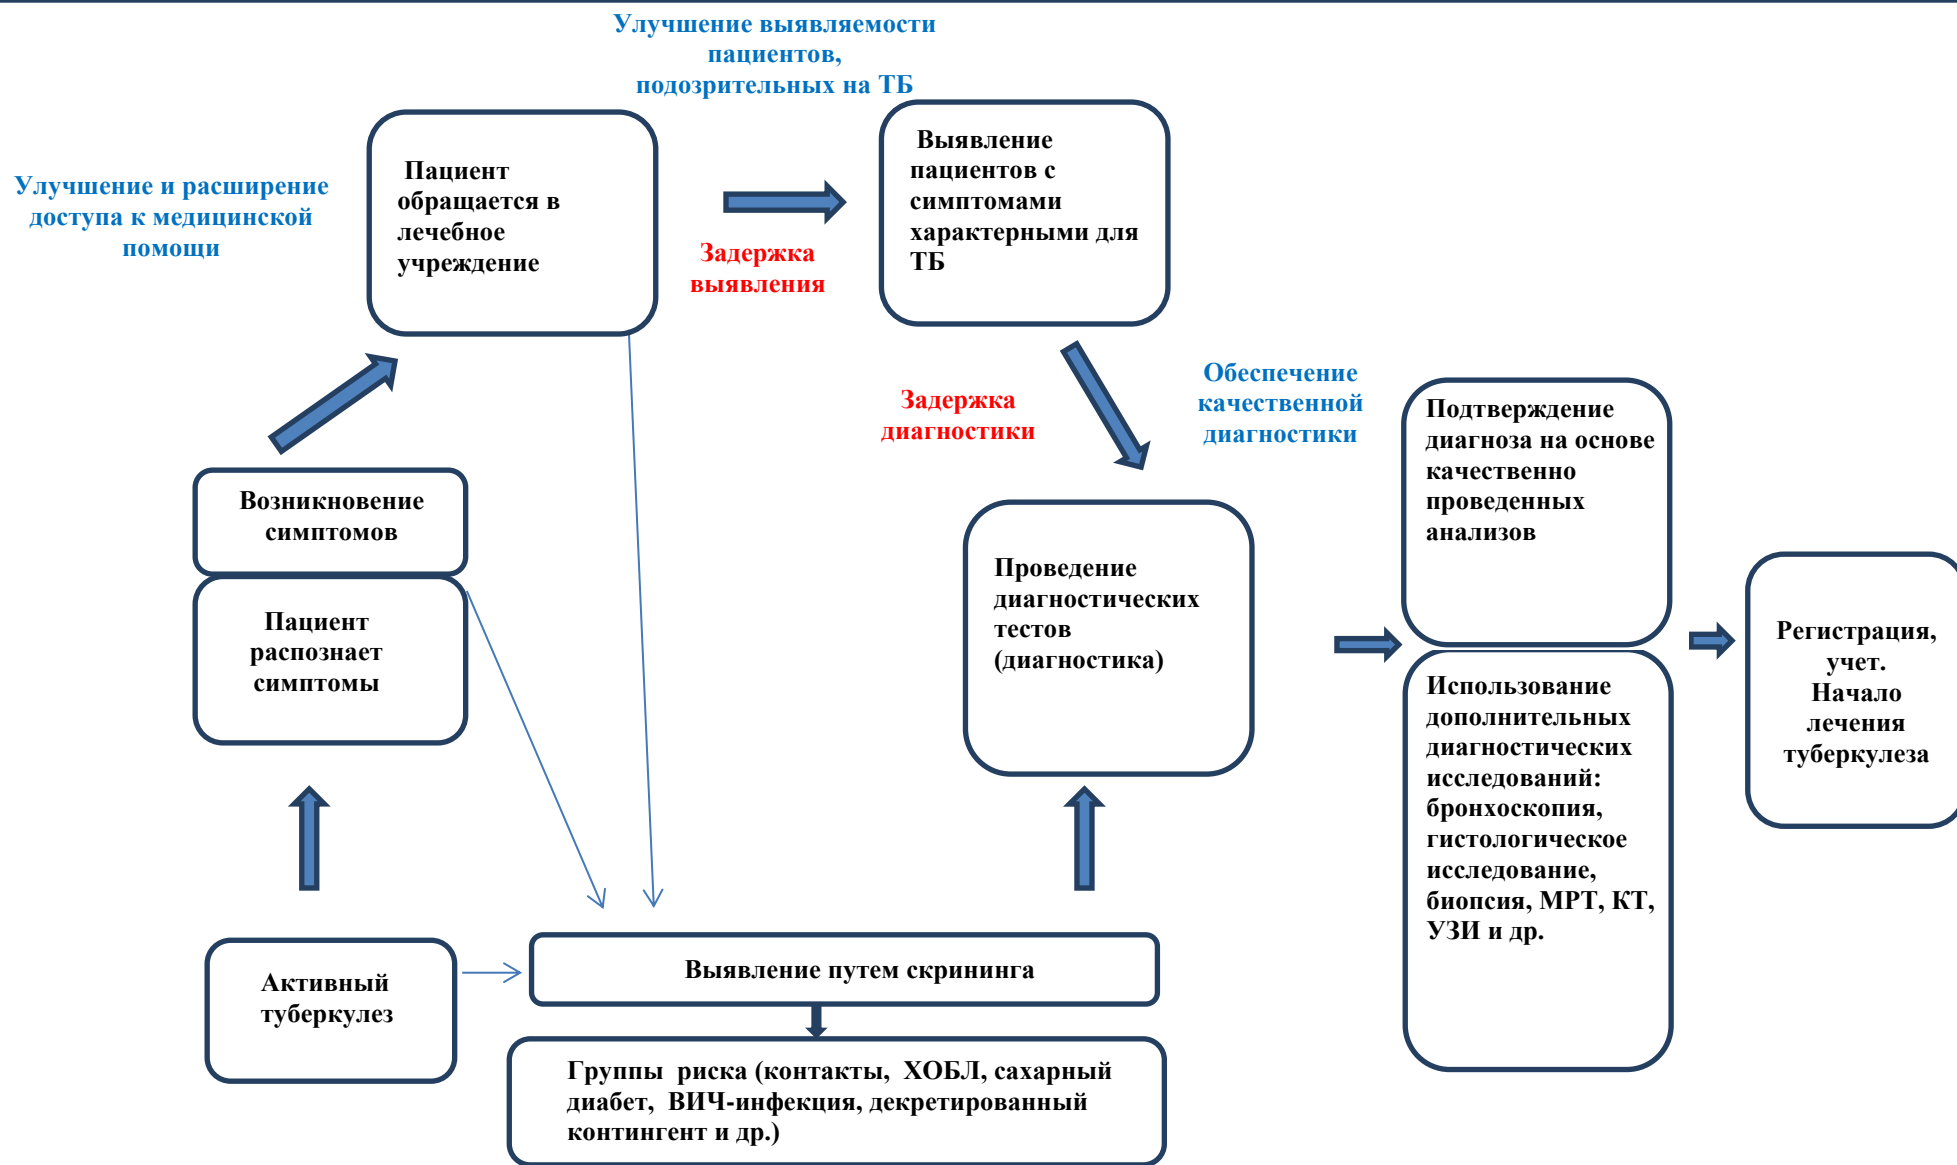 Улучшение выявляемости
пациентов,
подозрительных на ТБ
Улучшение и расширение
доступа к медицинской
помощи
Пациент
обращается в
лечебное
учреждение
Задержка
выявления
Выявление
пациентов с
симптомами
характерными для
ТБ
Задержка
диагностики
Обеспечение
качественной
диагностики
Возникновение
симптомов
Пациент
распознает
симптомы
Проведение
диагностических
тестов
(диагностика)
Подтверждение
диагноза на основе
качественно
проведенных
анализов
Использование
дополнительных
диагностических
исследований:
бронхоскопия,
гистологическое
исследование,
биопсия, МРТ, КТ,
УЗИ и др.
Регистрация,
учет.
Начало
лечения
туберкулеза
Активный
туберкулез
Выявление путем скрининга
Группы риска (контакты, ХОБЛ, сахарный
диабет, ВИЧ-инфекция, декретированный
контингент и др.)